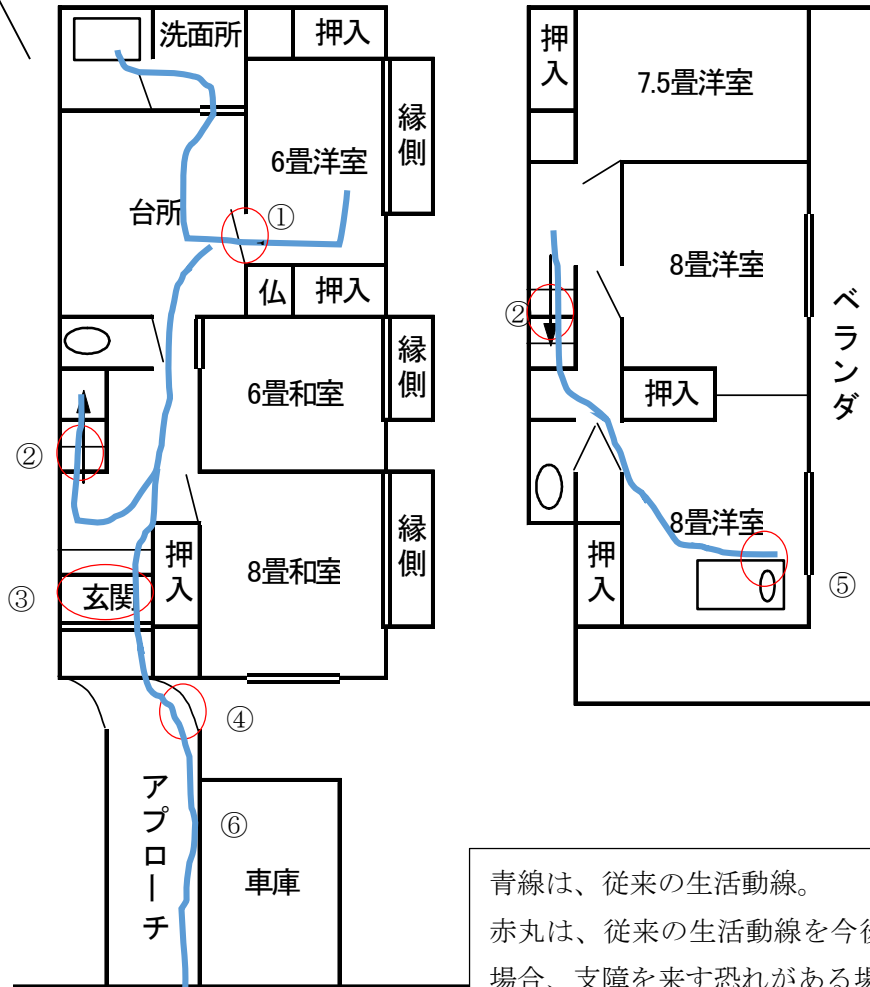 洗面所
押入
6畳洋室
縁側
台所
①
仏
押入
縁側
6畳和室
②
縁側
押入
8畳和室
③
玄関
④
アプローチ
⑥
車庫
押入
7.5畳洋室
8畳洋室
ベランダ
②
押入
8畳洋室
押入
⑤
青線は、従来の生活動線。
赤丸は、従来の生活動線を今後
場合、支障を来す恐れがある場